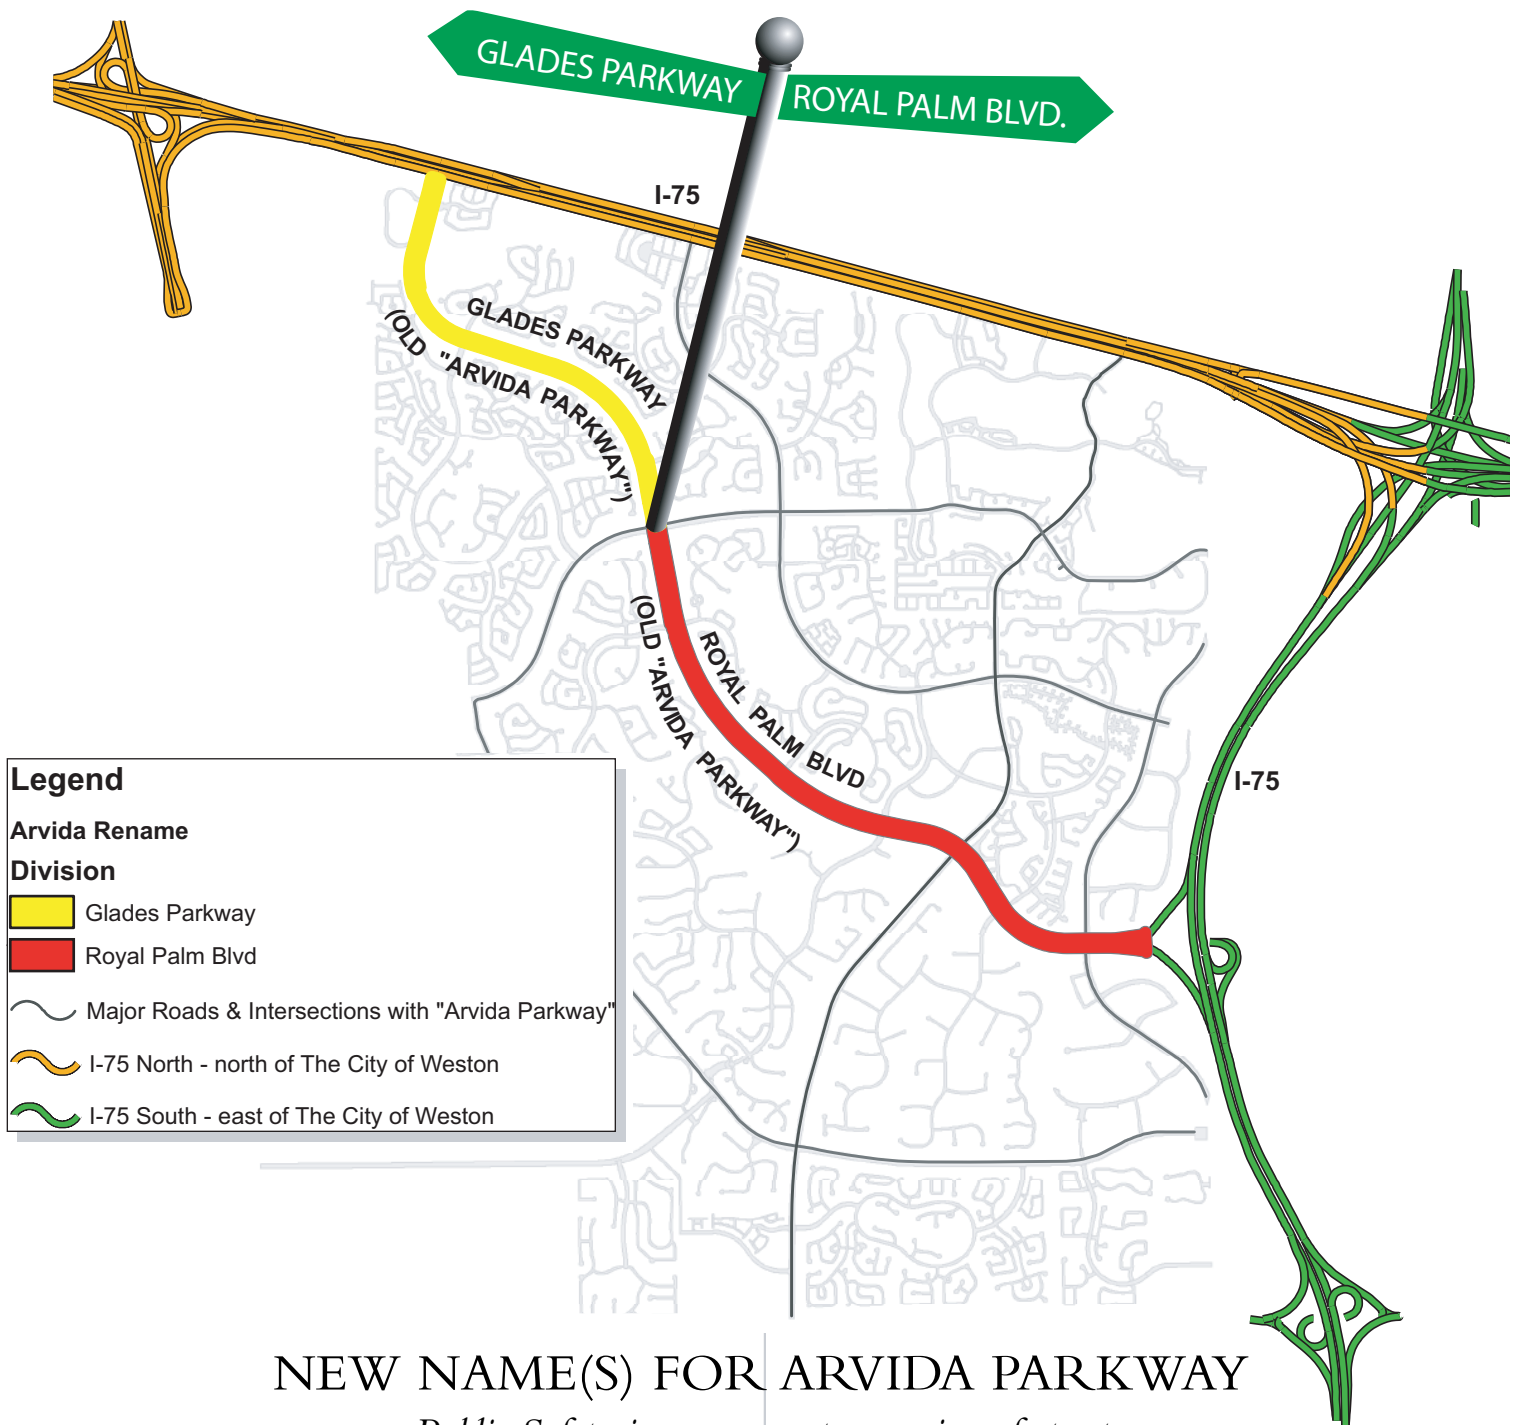 GLADES PARKWAY
ROYAL PALM BLVD.
I-75
GLADES PARKWAY
(OLD "ARVIDA PARKWAY")
ROYAL PALM BLVD
(OLD "ARVIDA PARKWAY")
I-75
Legend
Arvida Rename
Division
Glades Parkway
Royal Palm Blvd
Major Roads & Intersections with "Arvida Parkway"
I-75 North - north of The City of Weston
I-75 South - east of The City of Weston
NEW NAME(S) FOR ARVIDA PARKWAY